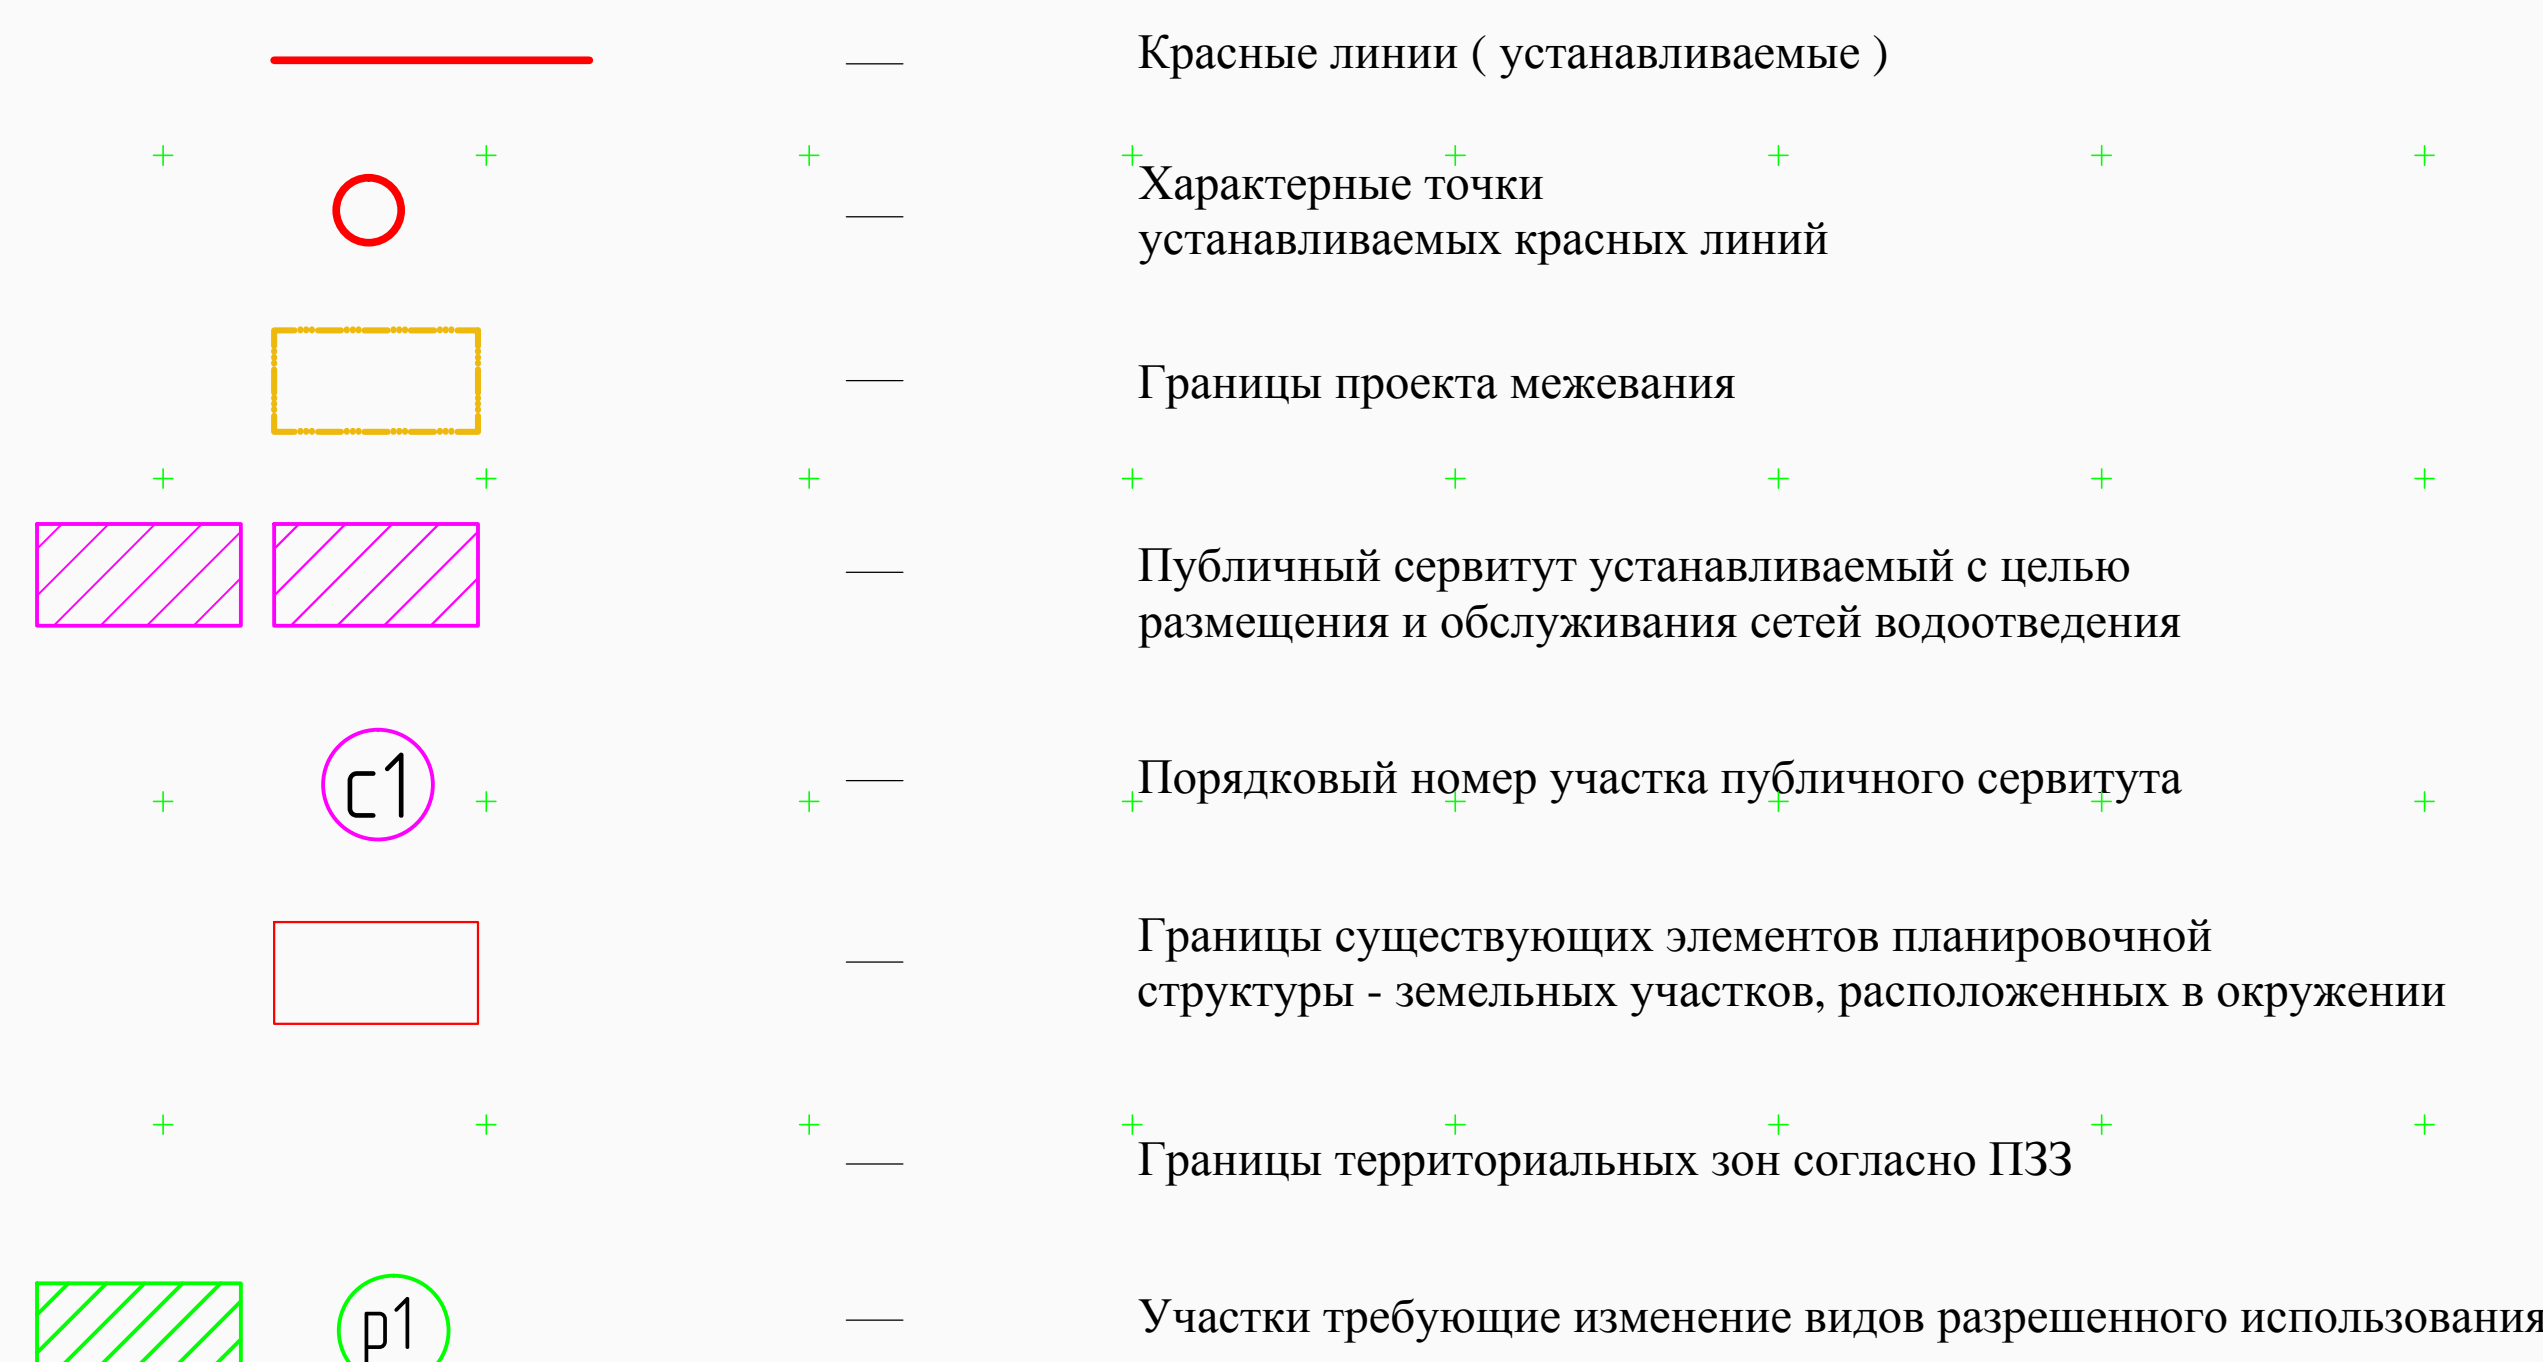 Красные линии ( устанавливаемые )
Характерные точки
устанавливаемых красных линий
Границы проекта межевания
Публичный сервитут устанавливаемый с целью
размещения и обслуживания сетей водоотведения
с1
Порядковый номер участка публичного сервитута
Границы существующих элементов планировочной
структуры - земельных участков, расположенных в окружении
Границы территориальных зон согласно ПЗЗ
р1
Участки требующие изменение видов разрешенного использования